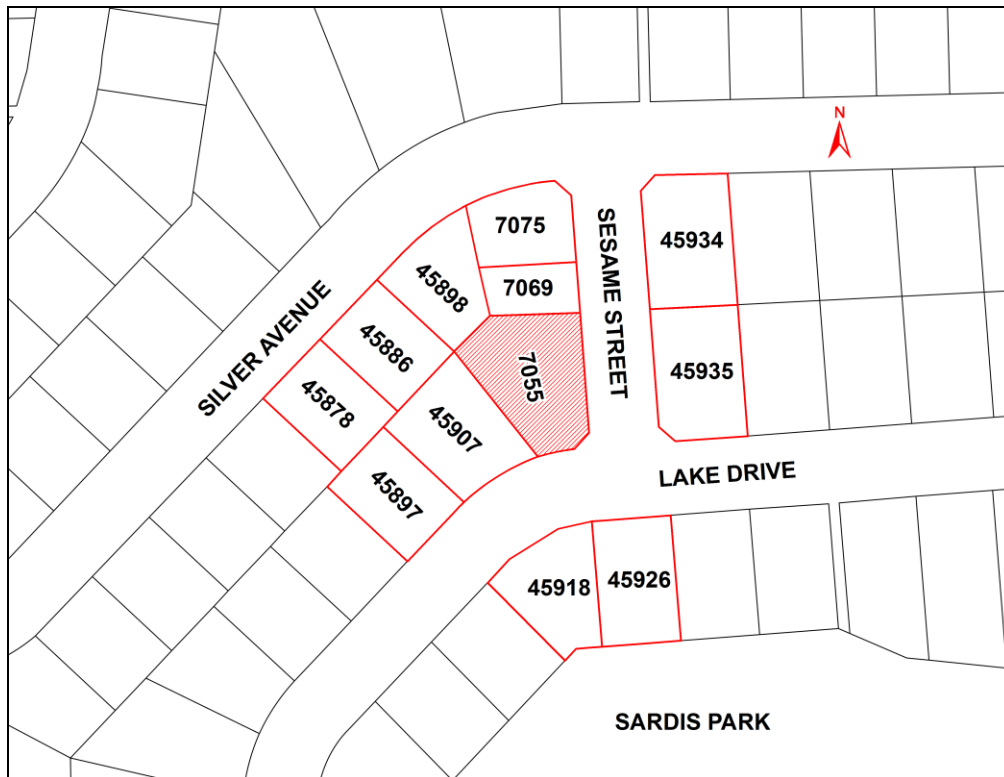 N
7075
SESAME STREET
45934
45898
7069
SILVER AVENUE
45886
7055
45935
45878
45907
LAKE DRIVE
45897
45918
45926
SARDIS PARK